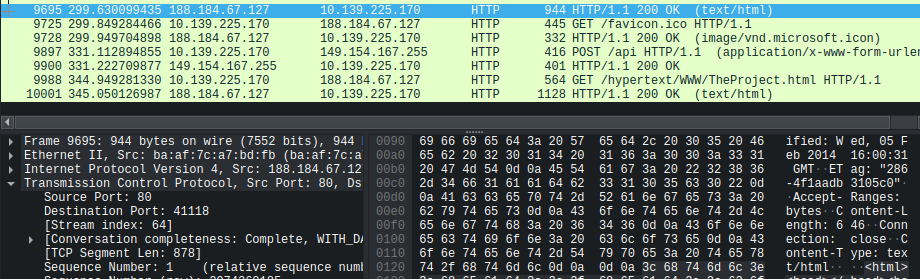 9695 299.630099435 188.184.67.127 10.139.225.170 HTTP 944 HTTP/1.1 200 OK (text/html)
9725 299.849284466 10.139.225.170 188.184.67.127 HTTP 445 GET /favicon.ico HTTP/1.1
9728 299.949704898 188.184.67.127 10.139.225.170 HTTP 332 HTTP/1.1 200 OK (image/vnd.microsoft.icon)
9897 331.112894855 10.139.225.170 149.154.167.255 HTTP 416 POST /api HTTP/1.1 (application/x-www-form-urlen
9900 331.222709877 149.154.167.255 10.139.225.170 HTTP 401 HTTP/1.1 200 OK
9988 344.949281330 10.139.225.170 188.184.67.127 HTTP 564 GET /hypertext/WWW/TheProject.html HTTP/1.1
10001 345.050126987 188.184.67.127 10.139.225.170 HTTP 1128 HTTP/1.1 200 OK (text/html)
Frame 9695: 944 bytes on wire (7552 bits), 944
Ethernet II, Src: ba:af:7c:a7:bd:fb (ba:af:7c:a
Internet Protocol Version 4, Src: 188.184.67.12
Transmission Control Protocol, Src Port: 80, Ds
Source Port: 80
Destination Port: 41118
[Stream index: 64]
[Conversation completeness: Complete, WITH_DA
[TCP Segment Len: 878]
Sequence Number: 1 (relative sequence num
0090 69 66 69 65 64 3a 20 57 65 64 2c 20 30 35 20 46 ified: W ed, 05 F
00a0 65 62 20 32 30 31 34 20 31 36 3a 30 30 3a 33 31 eb 2014 16:00:31
00b0 20 47 4d 54 0d 0a 45 54 61 67 3a 20 22 32 38 36 GMT··ET ag: "286
00c0 2d 34 66 31 61 61 64 62 33 31 30 35 63 30 22 0d -4f1aadb 3105c0"·
00d0 0a 41 63 63 65 70 74 2d 52 61 6e 67 65 73 3a 20 ·Accept- Ranges:
00e0 62 79 74 65 73 0d 0a 43 6f 6e 74 65 6e 74 2d 4c bytes··C ontent-L
00f0 65 6e 67 74 68 3a 20 36 34 36 0d 0a 43 6f 6e 6e ength: 6 46··Conn
0100 65 63 74 69 6f 6e 3a 20 63 6c 6f 73 65 0d 0a 43 ection: close··C
0110 6f 6e 74 65 6e 74 2d 54 79 70 65 3a 20 74 65 78 ontent-T ype: tex
0120 74 2f 68 74 6d 6c 0d 0a 0d 0a 3c 68 74 6d 6c 3e t/html·· ··<html>